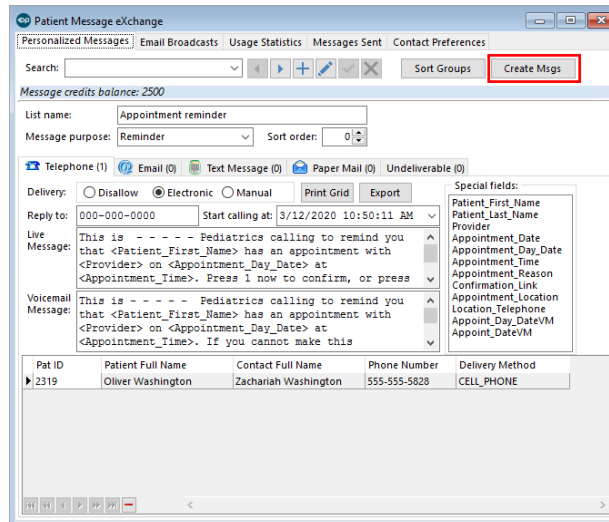 Patient Message eXchange
Personalized Messages Email Broadcasts Usage Statistics Messages Sent Contact Preferences
Search: Sort Groups Create Msgs
Message credits balance: 2500
List name: Appointment reminder
Message purpose: Reminder Sort order: 0
Telephone (1) Email (0) Text Message (0) Paper Mail (0) Undeliverable (0)
Delivery: Disallow Electronic Manual Print Grid Export
Reply to: 000-000-0000 Start calling at: 3/12/2020 10:50:11 AM
Live Message:
This is - - - - - Pediatrics calling to remind you
that <Patient_First_Name> has an appointment with
<Provider> on <Appointment_Day_Date> at
<Appointment_Time>. Press 1 now to confirm, or press
Voicemail Message:
This is - - - - - Pediatrics calling to remind you
that <Patient_First_Name> has an appointment with
<Provider> on <Appointment_Day_Date> at
<Appointment_Time>. If you cannot make this
Special fields:
Patient_First_Name
Patient_Last_Name
Provider
Appointment_Date
Appointment_Day_Date
Appointment_Time
Appointment_Reason
Confirmation_Link
Appointment_Location
Location_Telephone
Appoint_Day_DateVM
Appoint_DateVM
Pat ID Patient Full Name Contact Full Name Phone Number Delivery Method
2319 Oliver Washington Zachariah Washington 555-555-5828 CELL_PHONE